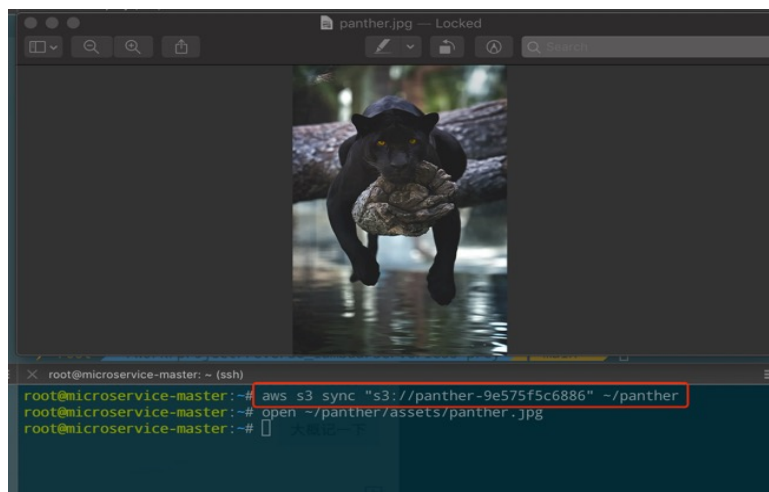 panther.jpg — Locked
Search
root@microservice-master: ~ (ssh)
root@microservice-master:~# aws s3 sync "s3://panther-9e575f5c6886" ~/panther
root@microservice-master:~# open ~/panther/assets/panther.jpg
root@microservice-master:~#